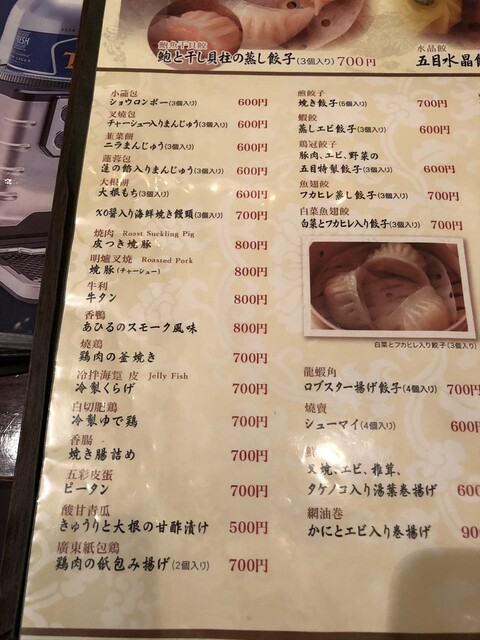 鮑魚干貝餃
鮑と干し貝柱の蒸し餃子(3個入り) 700円
水晶餃
五目水晶
小籠包
ショウロンポー(3個入り) 600円
叉焼包
チャーシュー入りまんじゅう(3個入り) 600円
韮菜餅
ニラまんじゅう(3個入り) 600円
蓮蓉包
蓮の餡入りまんじゅう(3個入り) 600円
大根餅
大根もち(3個入り) 600円
XO醤入り海鮮焼き饅頭(3個入り) 700円
焼肉 Roast Suckling Pig
皮つき焼豚 800円
明爐叉焼 Roasted Pork
焼豚(チャーシュー) 800円
牛利
牛タン 800円
香鴨
あひるのスモーク風味 800円
焼鶏
鶏肉の釜焼き 700円
冷拌海蜇皮 Jelly Fish
冷製くらげ 700円
白切肥鶏
冷製ゆで鶏 700円
香腸
焼き腸詰め 700円
五彩皮蛋
ピータン 700円
酸甘青瓜
きゅうりと大根の甘酢漬け 500円
廣東紙包鶏
鶏肉の紙包み揚げ(2個入り) 700円
煎餃子
焼き餃子(5個入り) 700円
蝦餃
蒸しエビ餃子(3個入り) 600円
鶏冠餃子
豚肉、エビ、野菜の
五目特製餃子(3個入り) 600円
魚翅餃
フカヒレ蒸し餃子(3個入り) 700円
白菜魚翅餃
白菜とフカヒレ入り餃子(3個入り) 700円
白菜とフカヒレ入り餃子(3個入り)
龍蝦角
ロブスター揚げ餃子(4個入り) 700円
燒賣
シューマイ(4個入り) 600
鮮
叉焼、エビ、椎茸、
タケノコ入り湯葉巻揚げ 600
網油巻
かにとエビ入り巻揚げ 900